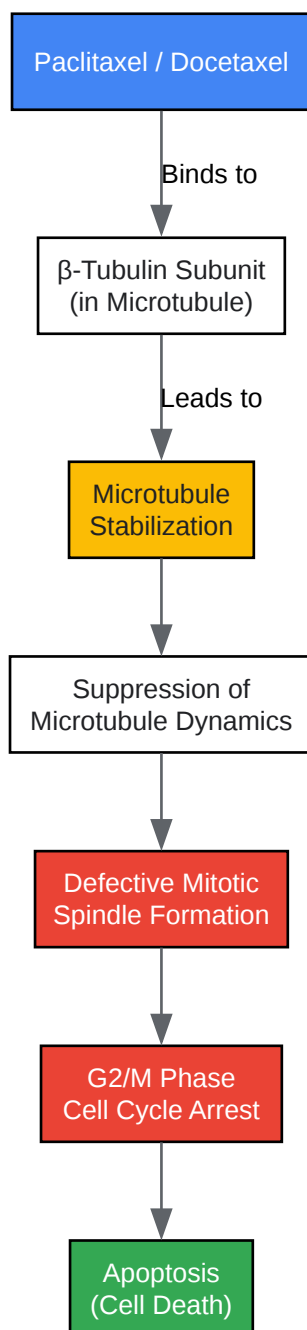 Paclitaxel / Docetaxel
Binds to
β-Tubulin Subunit
(in Microtubule)
Leads to
Microtubule
Stabilization
Suppression of
Microtubule Dynamics
Defective Mitotic
Spindle Formation
G2/M Phase
Cell Cycle Arrest
Apoptosis
(Cell Death)